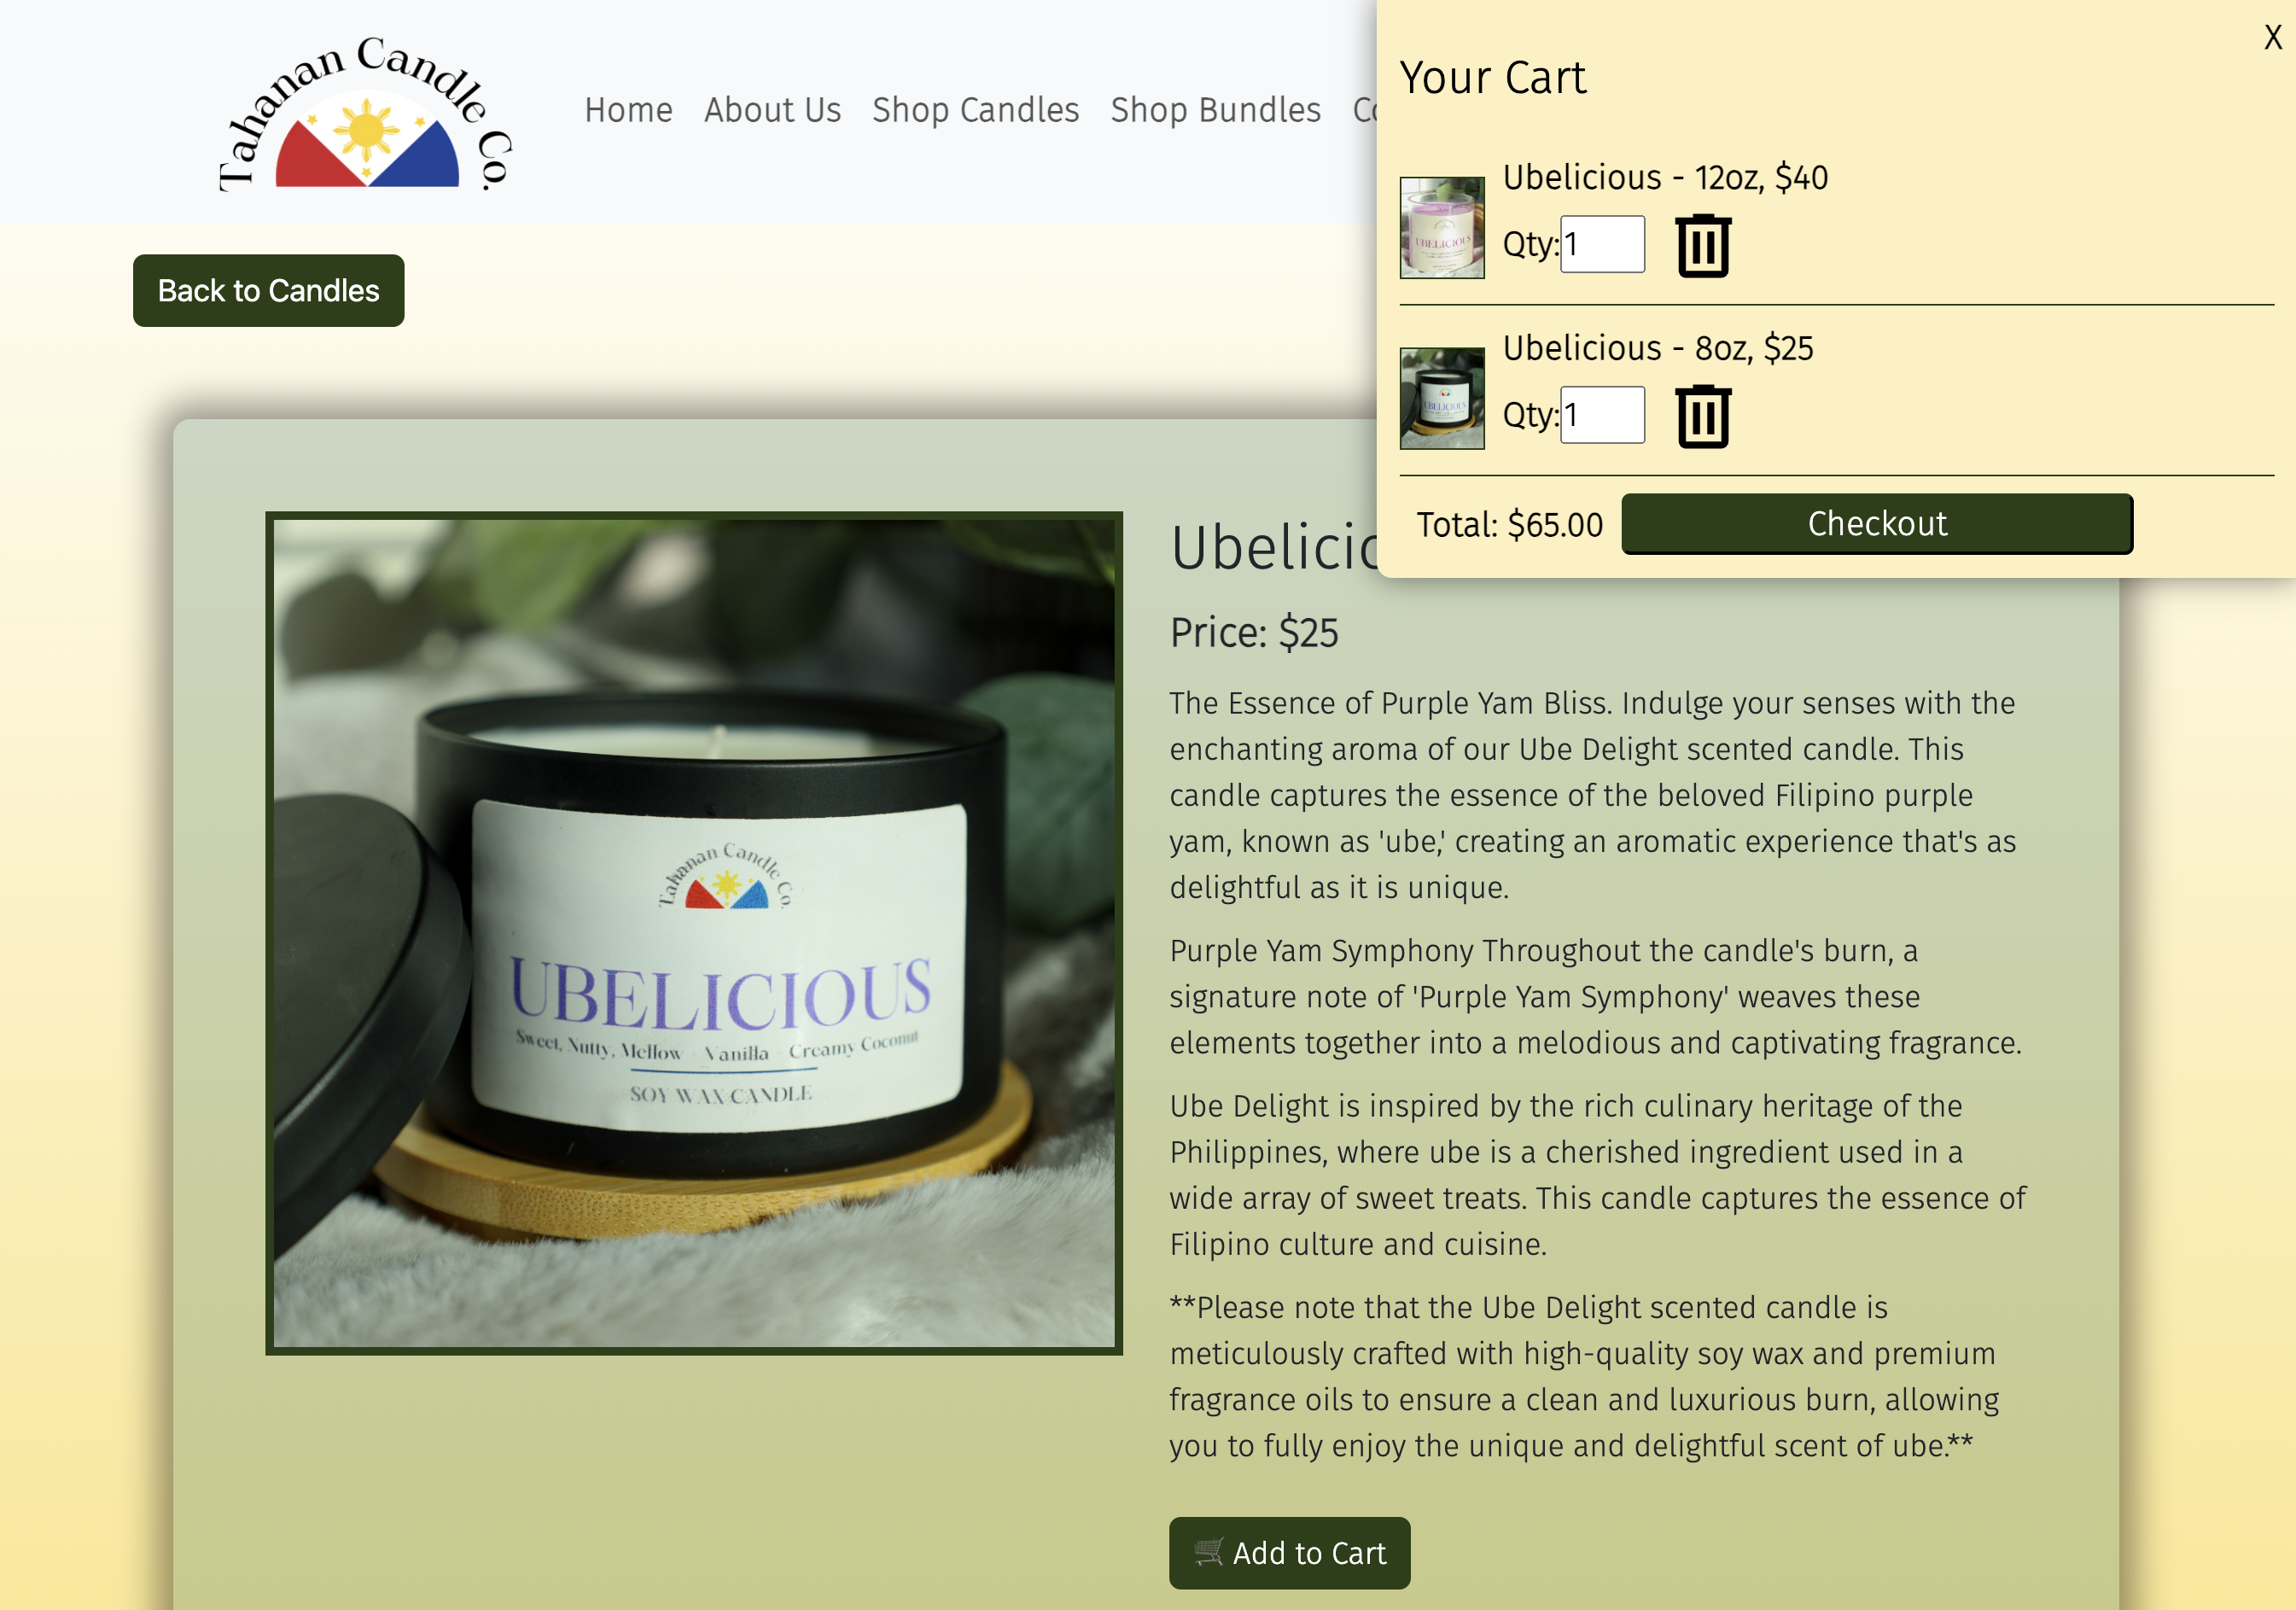 Tahanan Candle Co.
Home About Us Shop Candles Shop Bundles
X
Your Cart
Ubelicious - 12oz, $40
Qty: 1
Ubelicious - 8oz, $25
Qty: 1
Total: $65.00 Checkout
Back to Candles
UBELICIOUS
UBELICIOUS
Tahanan Candle Co.
UBELICIOUS
Sweet, Nutty, Mellow Vanilla Creamy Coconut
SOY WAX CANDLE
Price: $25
The Essence of Purple Yam Bliss. Indulge your senses with the
enchanting aroma of our Ube Delight scented candle. This
candle captures the essence of the beloved Filipino purple
yam, known as 'ube,' creating an aromatic experience that's as
delightful as it is unique.
Purple Yam Symphony Throughout the candle's burn, a
signature note of 'Purple Yam Symphony' weaves these
elements together into a melodious and captivating fragrance.
Ube Delight is inspired by the rich culinary heritage of the
Philippines, where ube is a cherished ingredient used in a
wide array of sweet treats. This candle captures the essence of
Filipino culture and cuisine.
**Please note that the Ube Delight scented candle is
meticulously crafted with high-quality soy wax and premium
fragrance oils to ensure a clean and luxurious burn, allowing
you to fully enjoy the unique and delightful scent of ube.**
Add to Cart